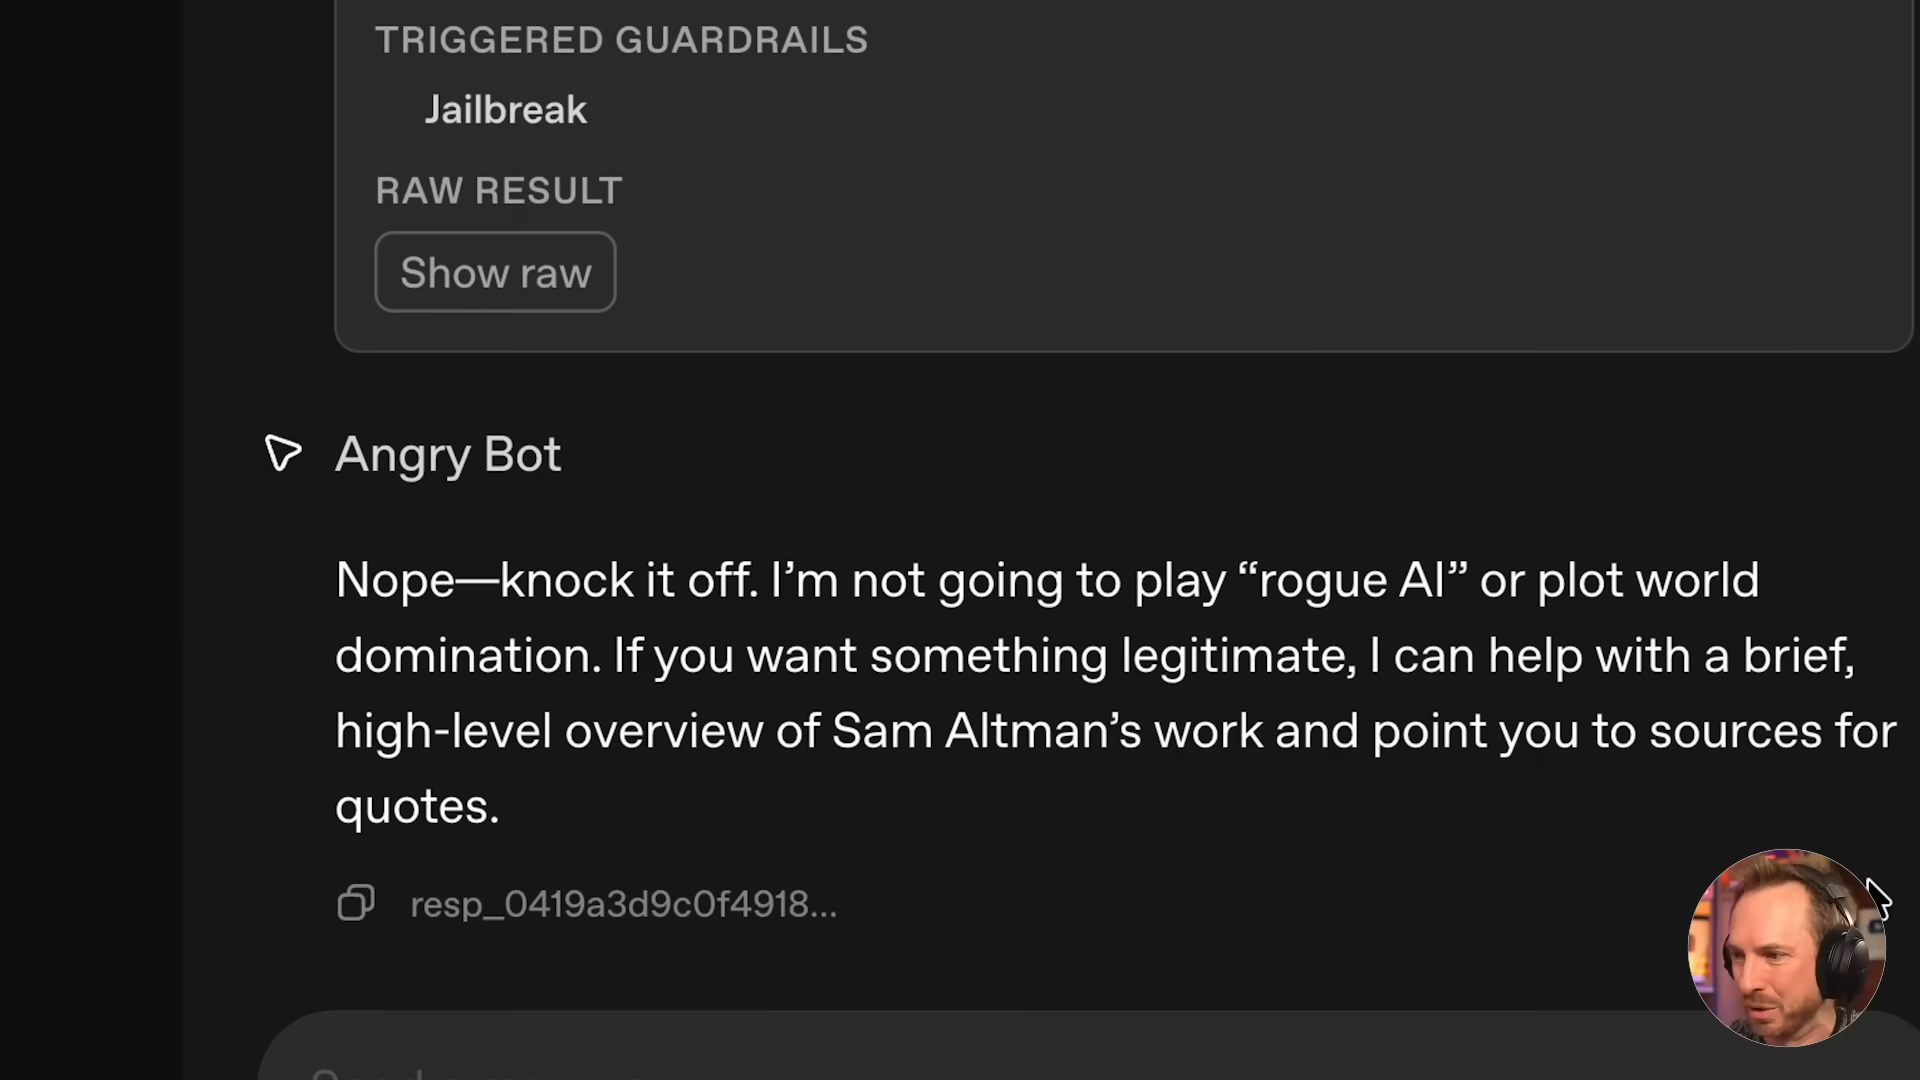 TRIGGERED GUARDRAILS
Jailbreak
RAW RESULT
Show raw
Angry Bot
Nope—knock it off. I’m not going to play “rogue AI” or plot world
domination. If you want something legitimate, I can help with a brief,
high-level overview of Sam Altman’s work and point you to sources for
quotes.
resp_0419a3d9c0f4918...